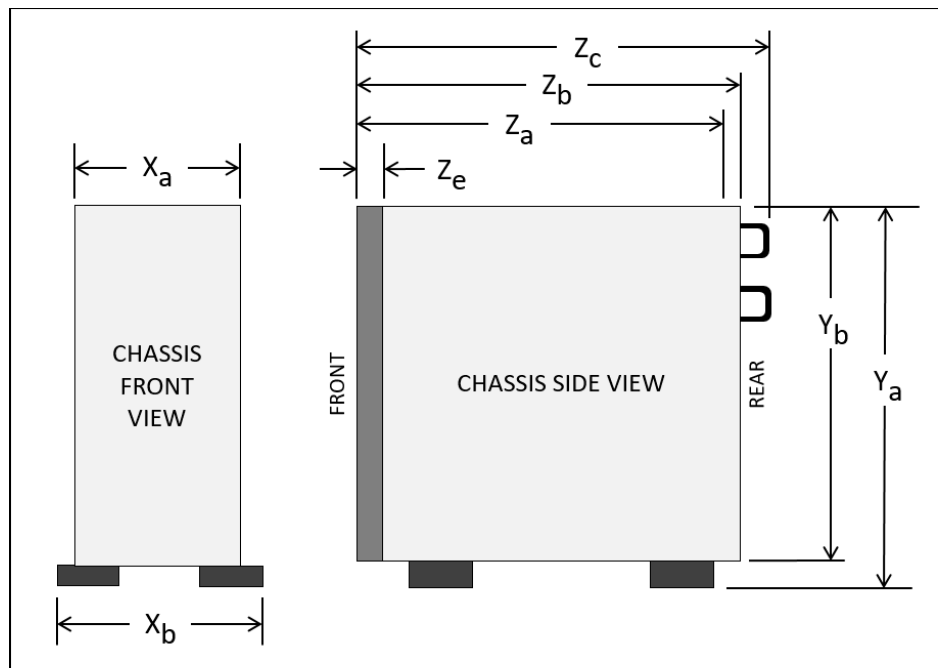 Zc
Zb
Za
Xa
Ze
CHASSIS
FRONT
VIEW
FRONT
CHASSIS SIDE VIEW
REAR
Yb
Ya
Xb